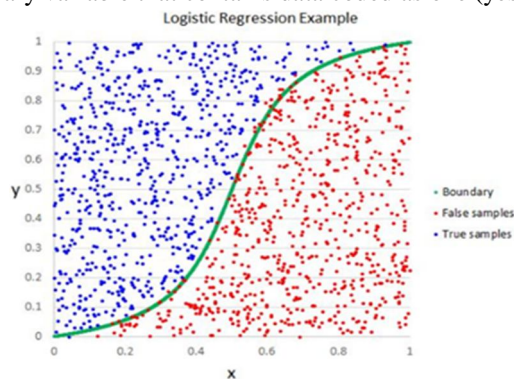 Logistic Regression Example
1
0.9
0.8
0.7
0.6
y
0.5
0.4
0.3
0.2
0.1
0
0 0.2 0.4 0.6 0.8 1
x
Boundary
False samples
True samples